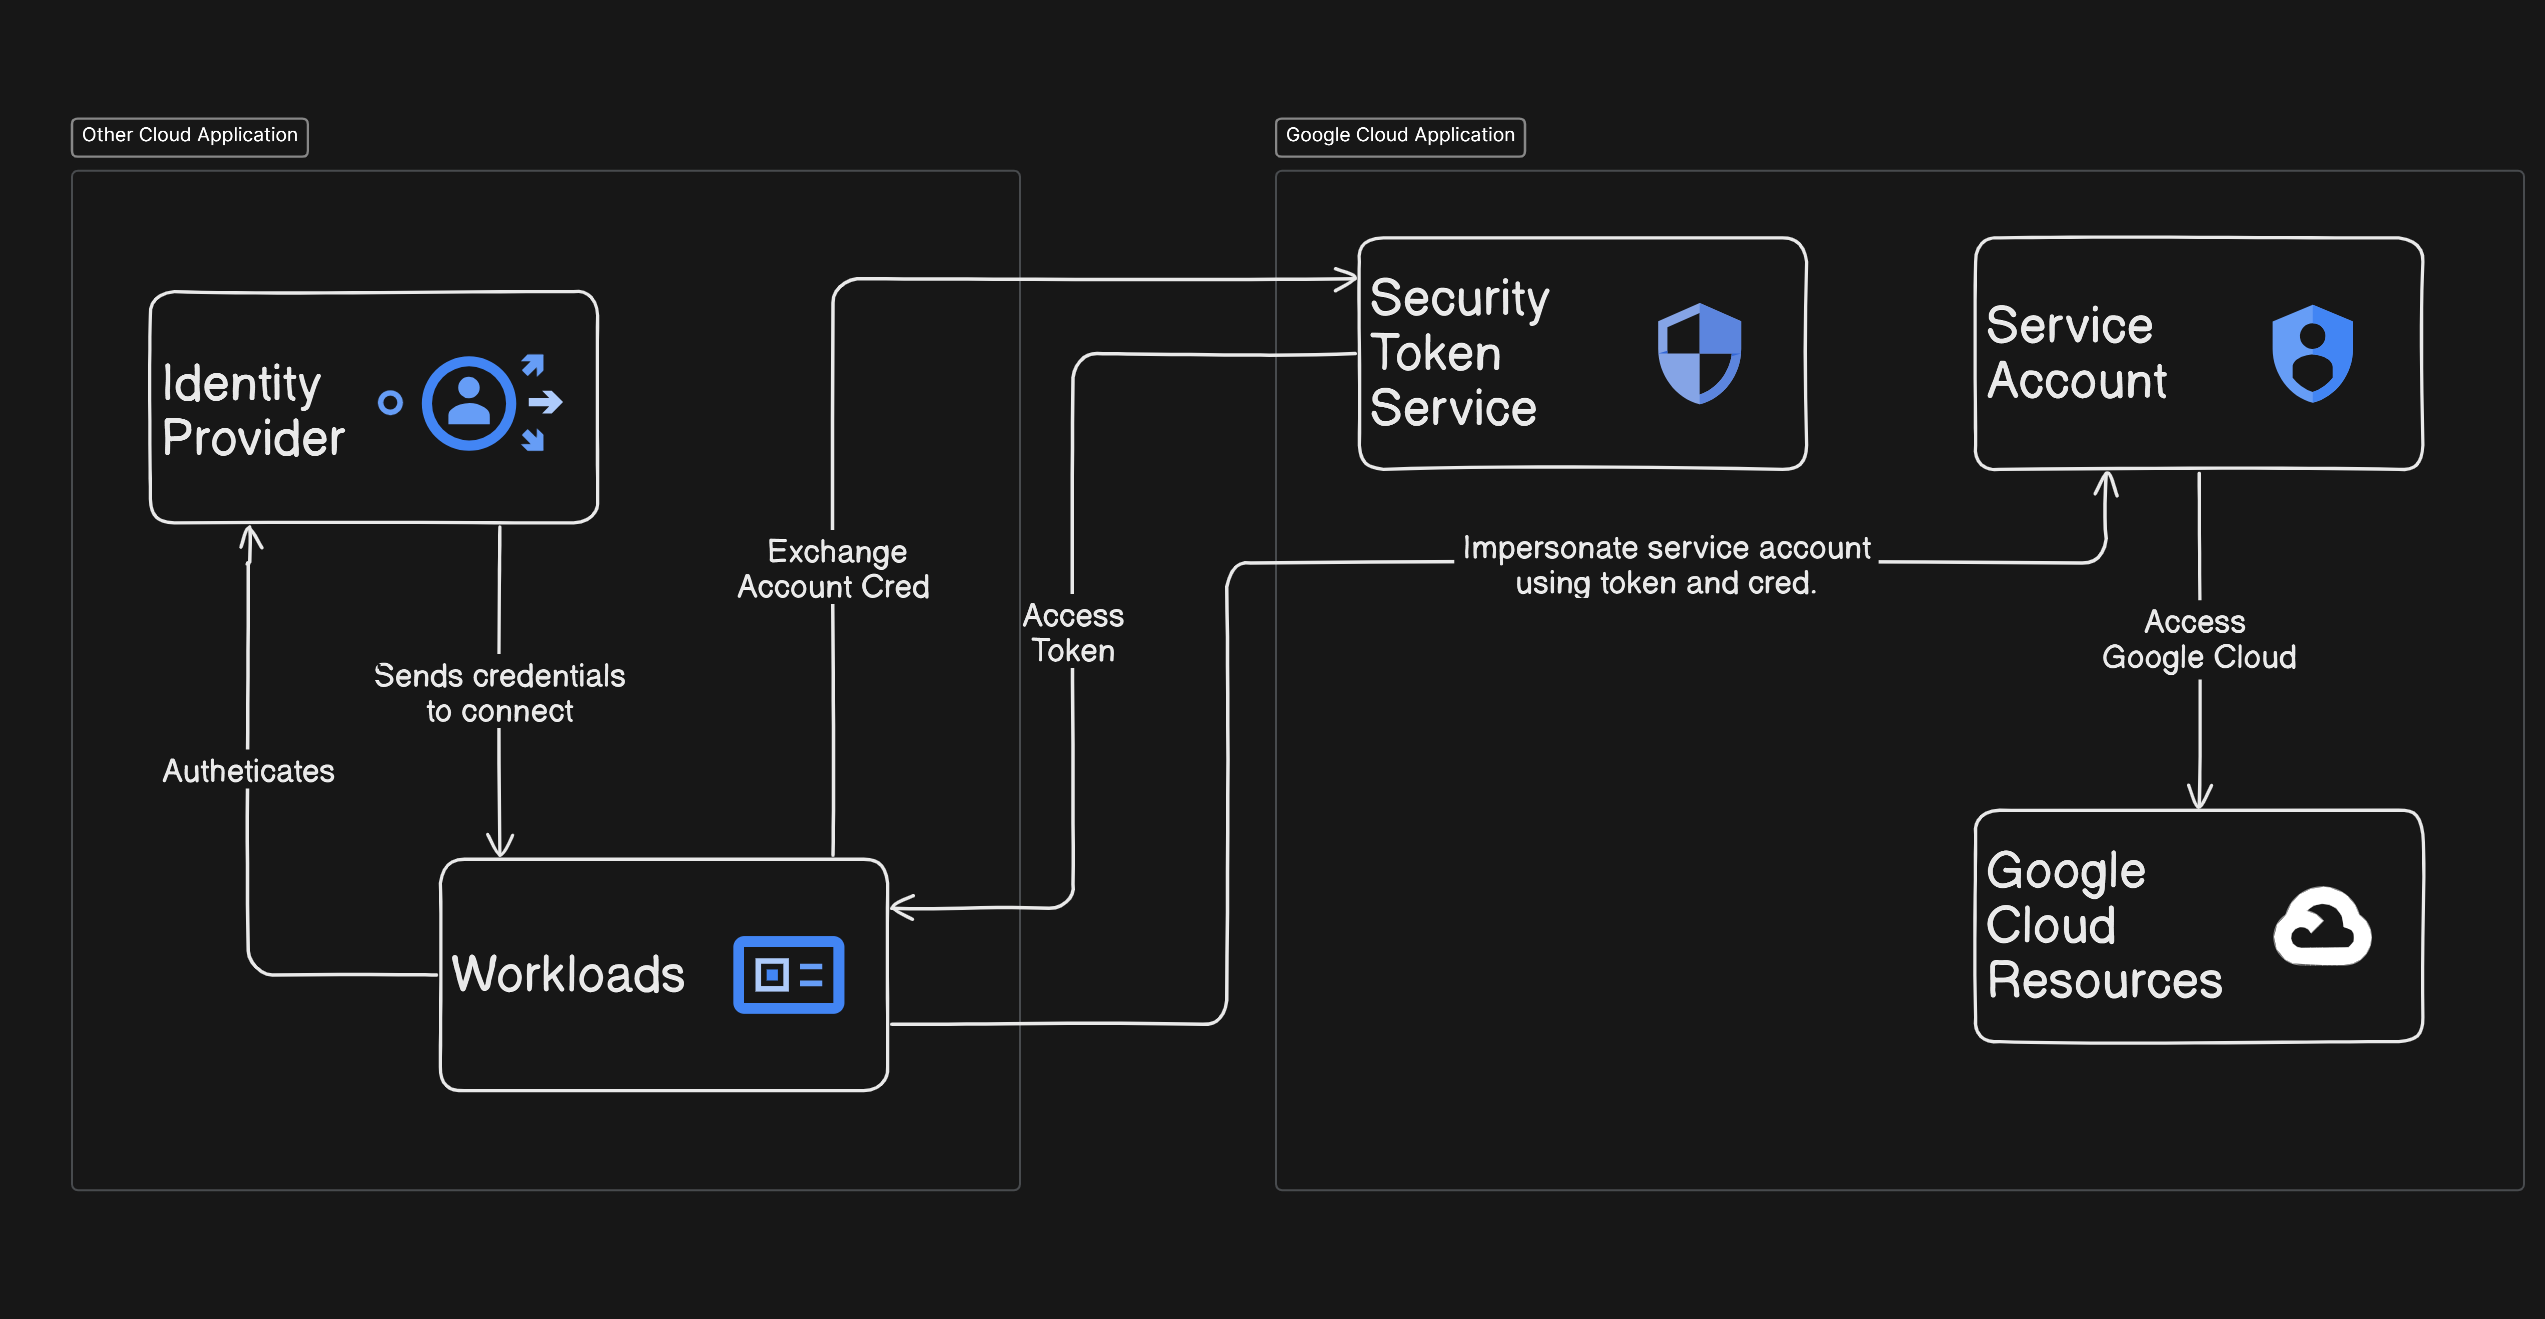 Other Cloud Application
Google Cloud Application
Identity
Provider
Security
Token
Service
Service
Account
Exchange
Account Cred
Impersonate service account
using token and cred.
Access
Token
Access
Google Cloud
Sends credentials
to connect
Autheticates
Workloads
Google
Cloud
Resources